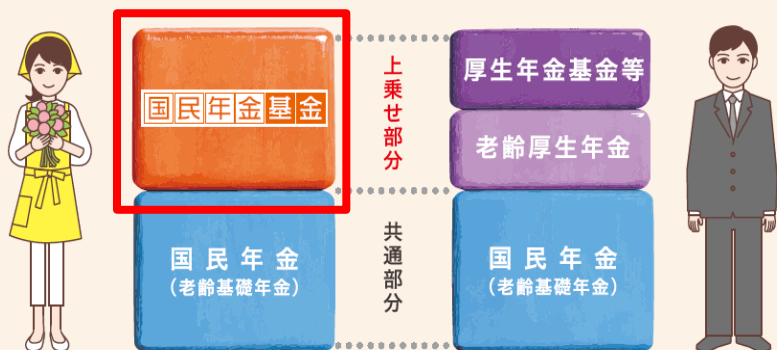 国民年金基金
国民年金
(老齢基礎年金)
上乗せ部分
共通部分
厚生年金基金等
老齢厚生年金
国民年金
(老齢基礎年金)